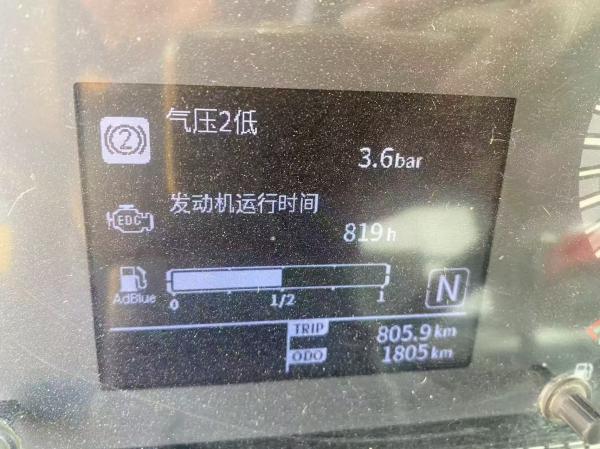 气压2低
2
3.6bar
发动机运行时间
EDC
819h
AdBlue
0 1/2 1
N
TRIP 805.9km
ODO 1805km